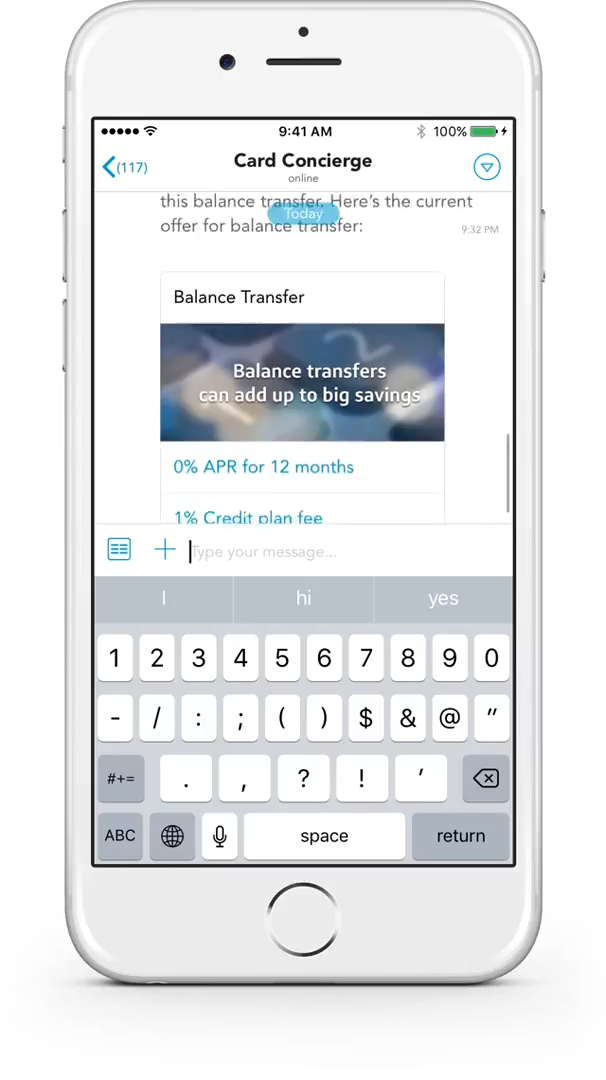 9:41 AM
100%
(117)
Card Concierge
online
this balance transfer. Here's the current
Today
offer for balance transfer:
9:32 PM
Balance Transfer
Balance transfers
can add up to big savings
0% APR for 12 months
1% Credit plan fee
Type your message...
I hi yes
1 2 3 4 5 6 7 8 9 0
- / : ; ( ) $ & @ "
#+= . , ? ! '
ABC space return